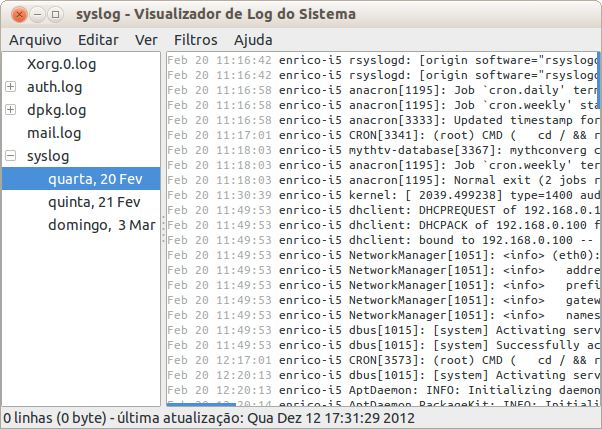 syslog - Visualizador de Log do Sistema
Arquivo Editar Ver Filtros Ajuda
Xorg.0.log
auth.log
dpkg.log
mail.log
syslog
quarta, 20 Fev
quinta, 21 Fev
domingo, 3 Mar
Feb 20 11:16:42 enrico-i5 rsyslogd: [origin software="rsyslogd
Feb 20 11:16:42 enrico-i5 rsyslogd: [origin software="rsyslogd
Feb 20 11:16:58 enrico-i5 anacron[1195]: Job `cron.daily' term
Feb 20 11:16:58 enrico-i5 anacron[1195]: Job `cron.weekly' sta
Feb 20 11:16:58 enrico-i5 anacron[3333]: Updated timestamp for
Feb 20 11:17:01 enrico-i5 CRON[3341]: (root) CMD ( cd / && r
Feb 20 11:18:03 enrico-i5 mythtv-database[3367]: mythconverg c
Feb 20 11:18:03 enrico-i5 anacron[1195]: Job `cron.weekly' ter
Feb 20 11:18:03 enrico-i5 anacron[1195]: Normal exit (2 jobs r
Feb 20 11:30:39 enrico-i5 kernel: [ 2039.499238] type=1400 aud
Feb 20 11:49:53 enrico-i5 dhclient: DHCPREQUEST of 192.168.0.1
Feb 20 11:49:53 enrico-i5 dhclient: DHCPACK of 192.168.0.100 f
Feb 20 11:49:53 enrico-i5 dhclient: bound to 192.168.0.100 --
Feb 20 11:49:53 enrico-i5 NetworkManager[1051]: <info> (eth0):
Feb 20 11:49:53 enrico-i5 NetworkManager[1051]: <info> addre
Feb 20 11:49:53 enrico-i5 NetworkManager[1051]: <info> prefi
Feb 20 11:49:53 enrico-i5 NetworkManager[1051]: <info> gatew
Feb 20 11:49:53 enrico-i5 NetworkManager[1051]: <info> names
Feb 20 11:49:53 enrico-i5 dbus[1015]: [system] Activating serv
Feb 20 11:49:53 enrico-i5 dbus[1015]: [system] Successfully ac
Feb 20 12:17:01 enrico-i5 CRON[3573]: (root) CMD ( cd / && r
Feb 20 12:20:13 enrico-i5 dbus[1015]: [system] Activating serv
Feb 20 12:20:13 enrico-i5 AptDaemon: INFO: Initializing daemon
Feb 20 12:20:14 enrico-i5 AptDaemon.PackageKit: INFO: Initiali
0 linhas (0 byte) - última atualização: Qua Dez 12 17:31:29 2012